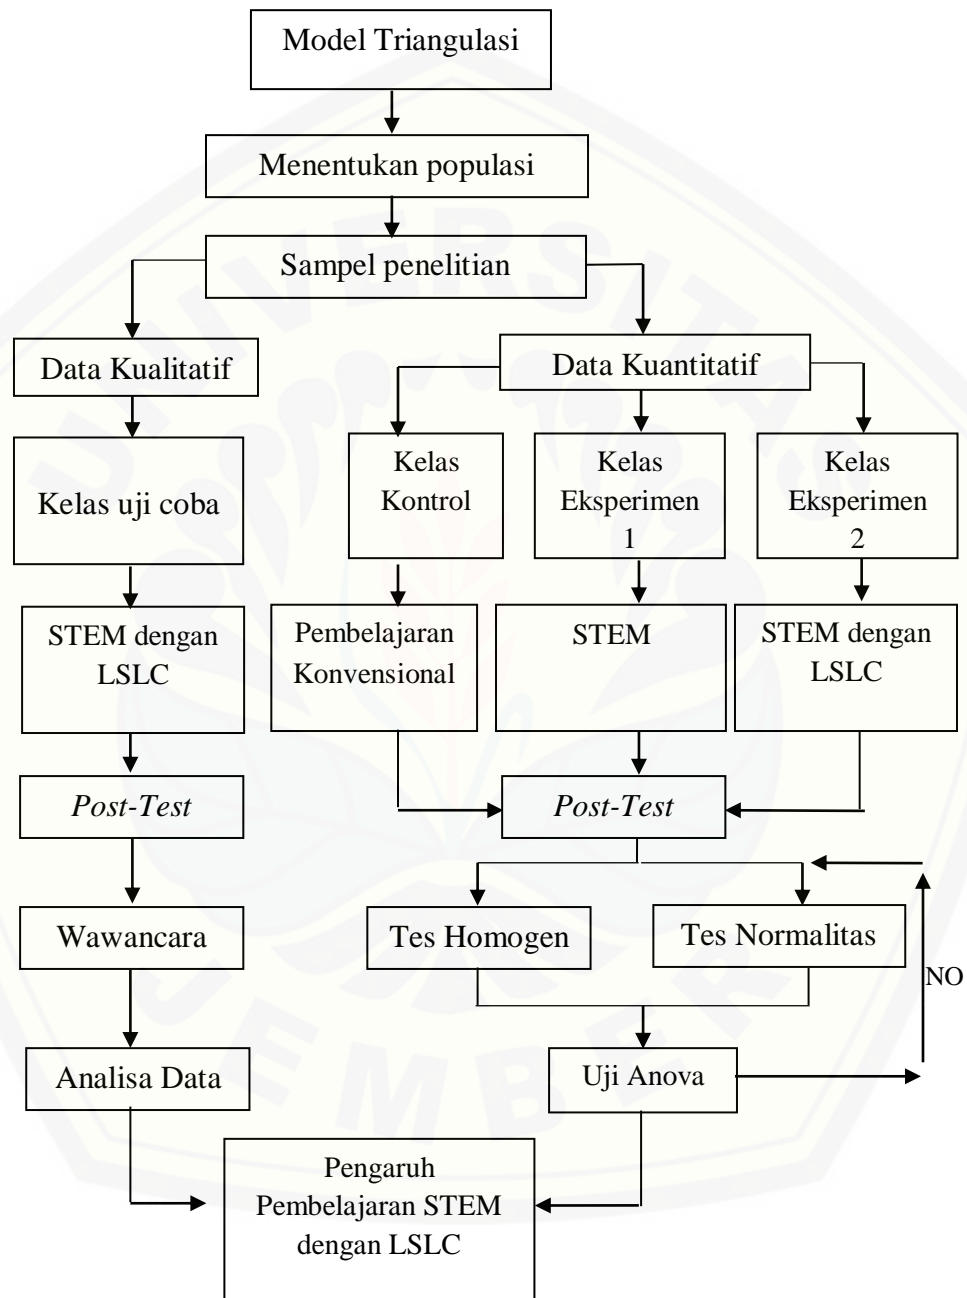 Model Triangulasi
Menentukan populasi
Sampel penelitian
Data Kualitatif
Data Kuantitatif
Kelas uji coba
Kelas
Kontrol
Kelas
Eksperimen
1
Kelas
Eksperimen
2
STEM dengan
LSLC
Pembelajaran
Konvensional
STEM
STEM dengan
LSLC
Post-Test
Post-Test
Wawancara
Tes Homogen
Tes Normalitas
NO
Analisa Data
Uji Anova
Pengaruh
Pembelajaran STEM
dengan LSLC
UNIVERSITAS
JEMBER